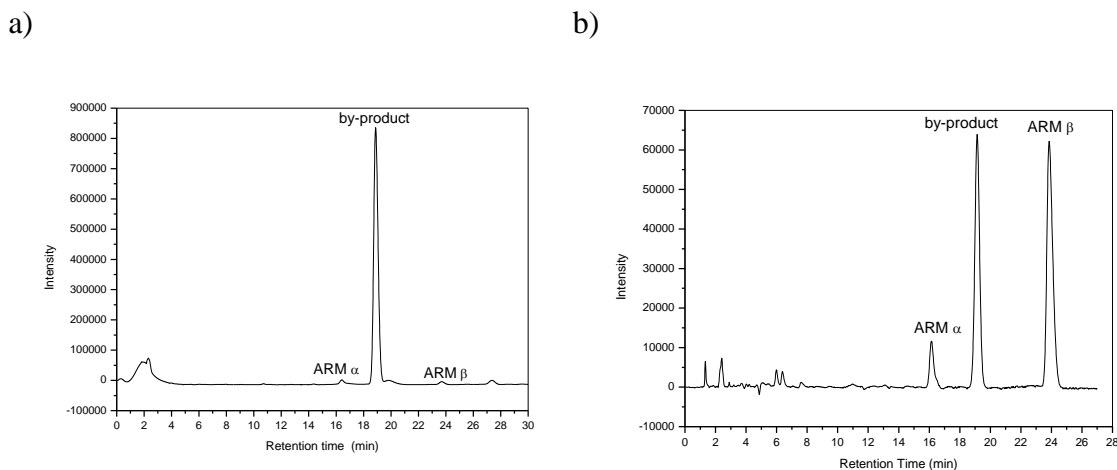 a)
900000
800000
700000
600000
500000
400000
300000
200000
100000
0
-100000
Intensity
by-product
ARM α
ARM β
0 2 4 6 8 10 12 14 16 18 20 22 24 26 28 30
Retention time (min)
b)
70000
60000
50000
40000
30000
20000
10000
0
-10000
Intensity
by-product
ARM β
ARM α
0 2 4 6 8 10 12 14 16 18 20 22 24 26 28
Retention Time (min)